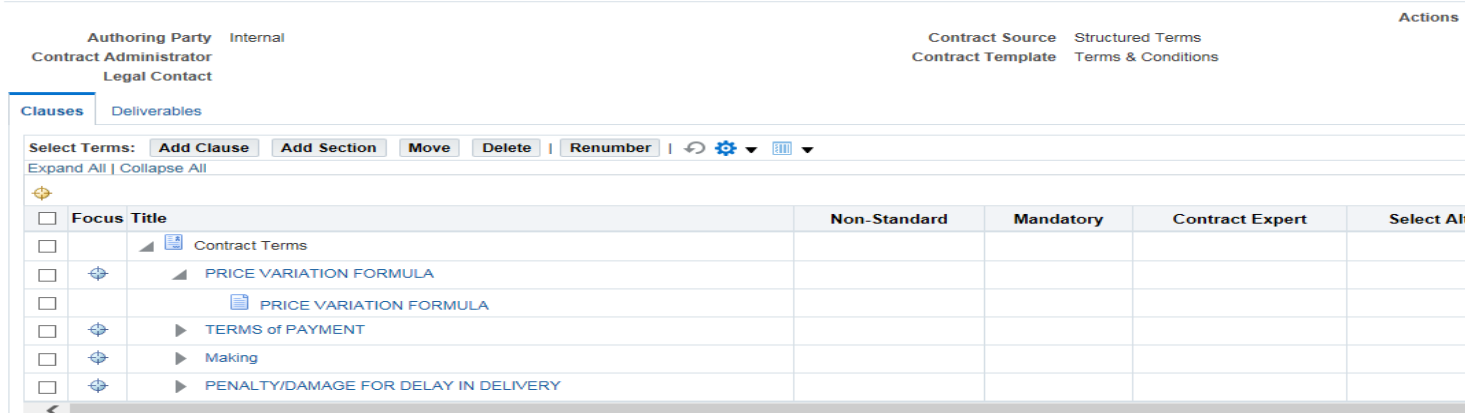 Actions
Authoring Party Internal Contract Source Structured Terms
Contract Administrator Contract Template Terms & Conditions
Legal Contact
Clauses Deliverables
Select Terms: Add Clause Add Section Move Delete | Renumber |
Expand All | Collapse All
Focus Title Non-Standard Mandatory Contract Expert Select Al
Contract Terms
PRICE VARIATION FORMULA
PRICE VARIATION FORMULA
TERMS of PAYMENT
Making
PENALTY/DAMAGE FOR DELAY IN DELIVERY